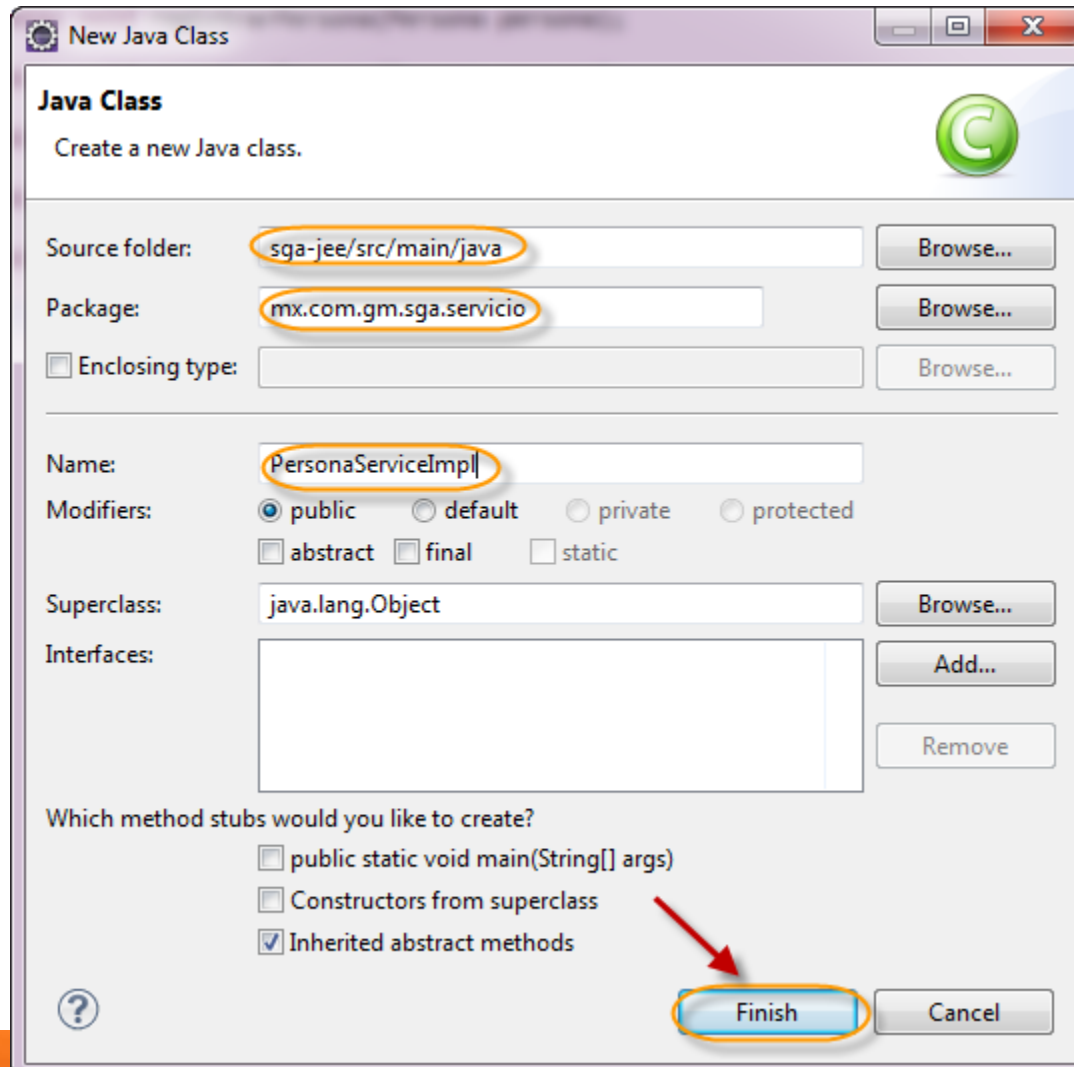 New Java Class
Java Class
Create a new Java class.
Source folder: sga-jee/src/main/java Browse...
Package: mx.com.gm.sga.servicio Browse...
Enclosing type: Browse...
Name: PersonaServiceImpl
Modifiers: public default private protected
abstract final static
Superclass: java.lang.Object Browse...
Interfaces: Add...
Remove
Which method stubs would you like to create?
public static void main(String[] args)
Constructors from superclass
Inherited abstract methods
? Finish Cancel